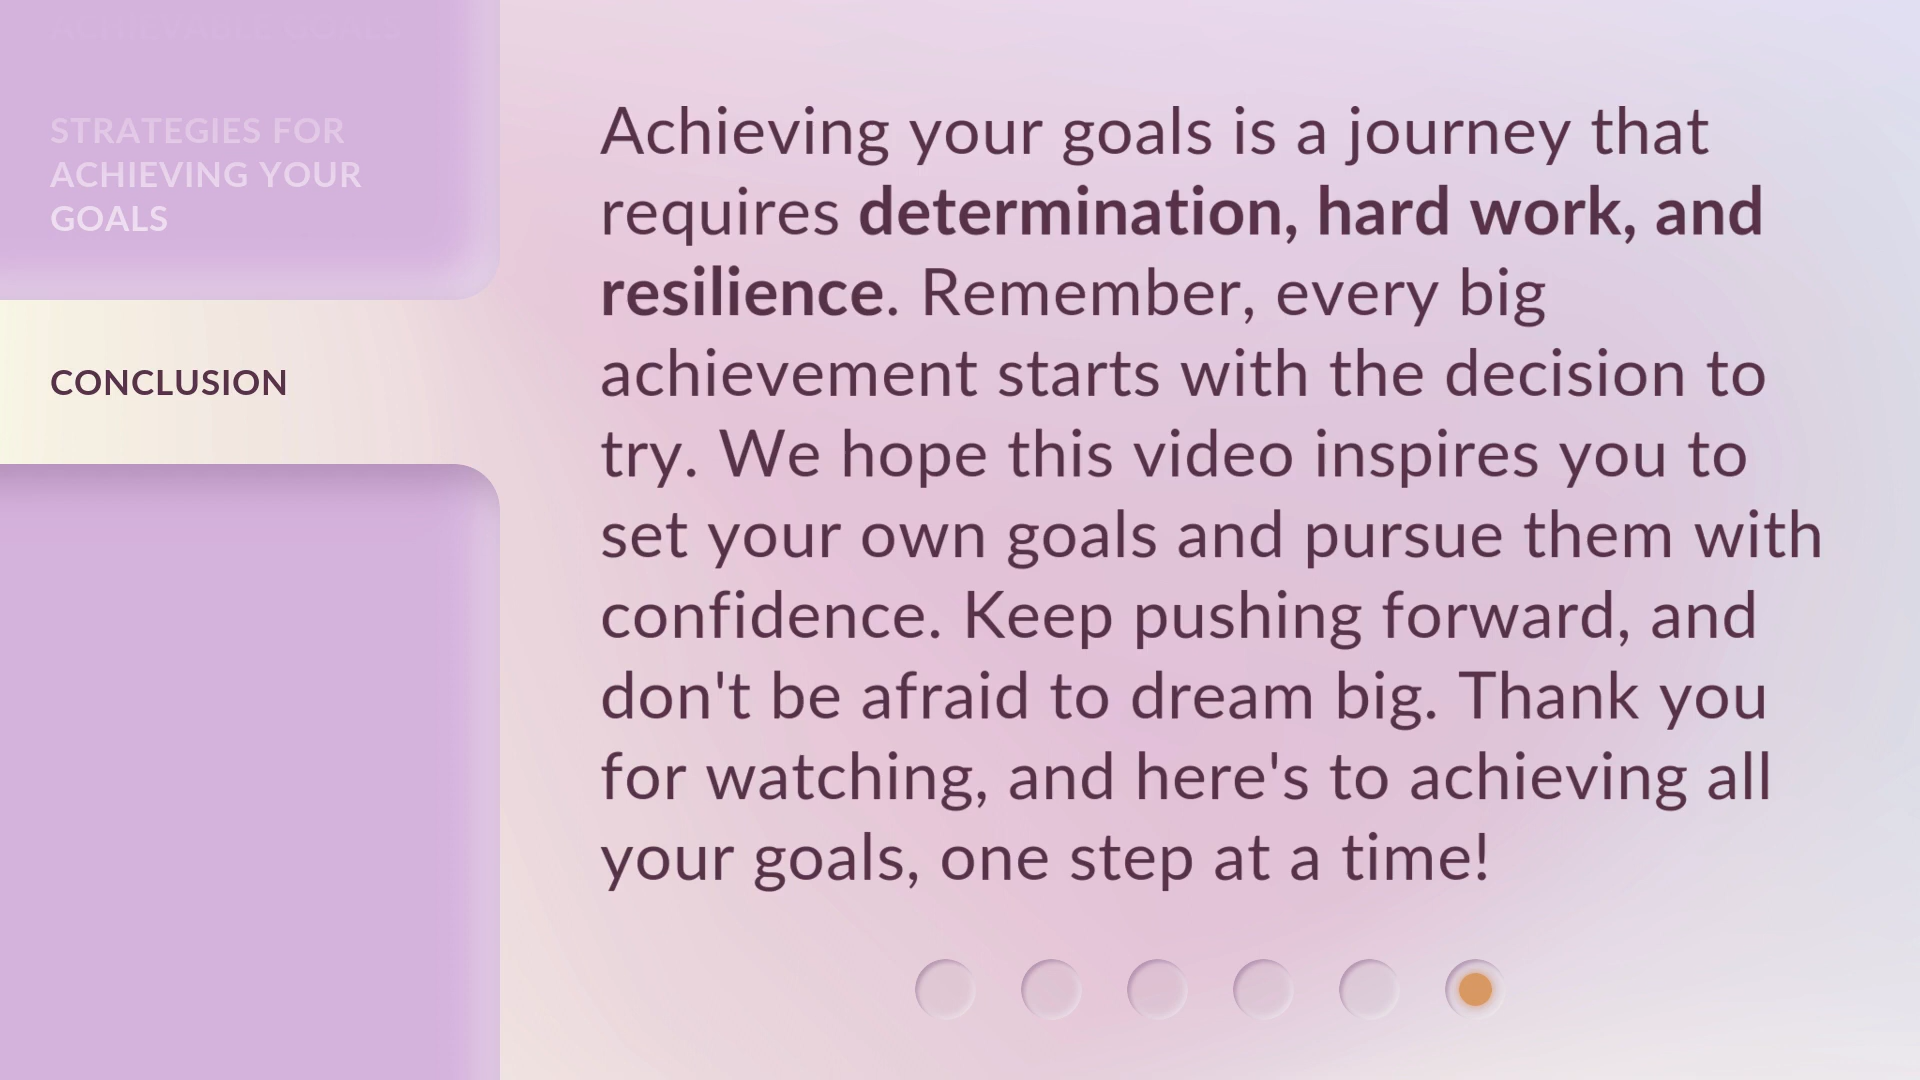 ACHIEVABLE GOALS
STRATEGIES FOR
ACHIEVING YOUR
GOALS
CONCLUSION
Achieving your goals is a journey that
requires determination, hard work, and
resilience. Remember, every big
achievement starts with the decision to
try. We hope this video inspires you to
set your own goals and pursue them with
confidence. Keep pushing forward, and
don't be afraid to dream big. Thank you
for watching, and here's to achieving all
your goals, one step at a time!